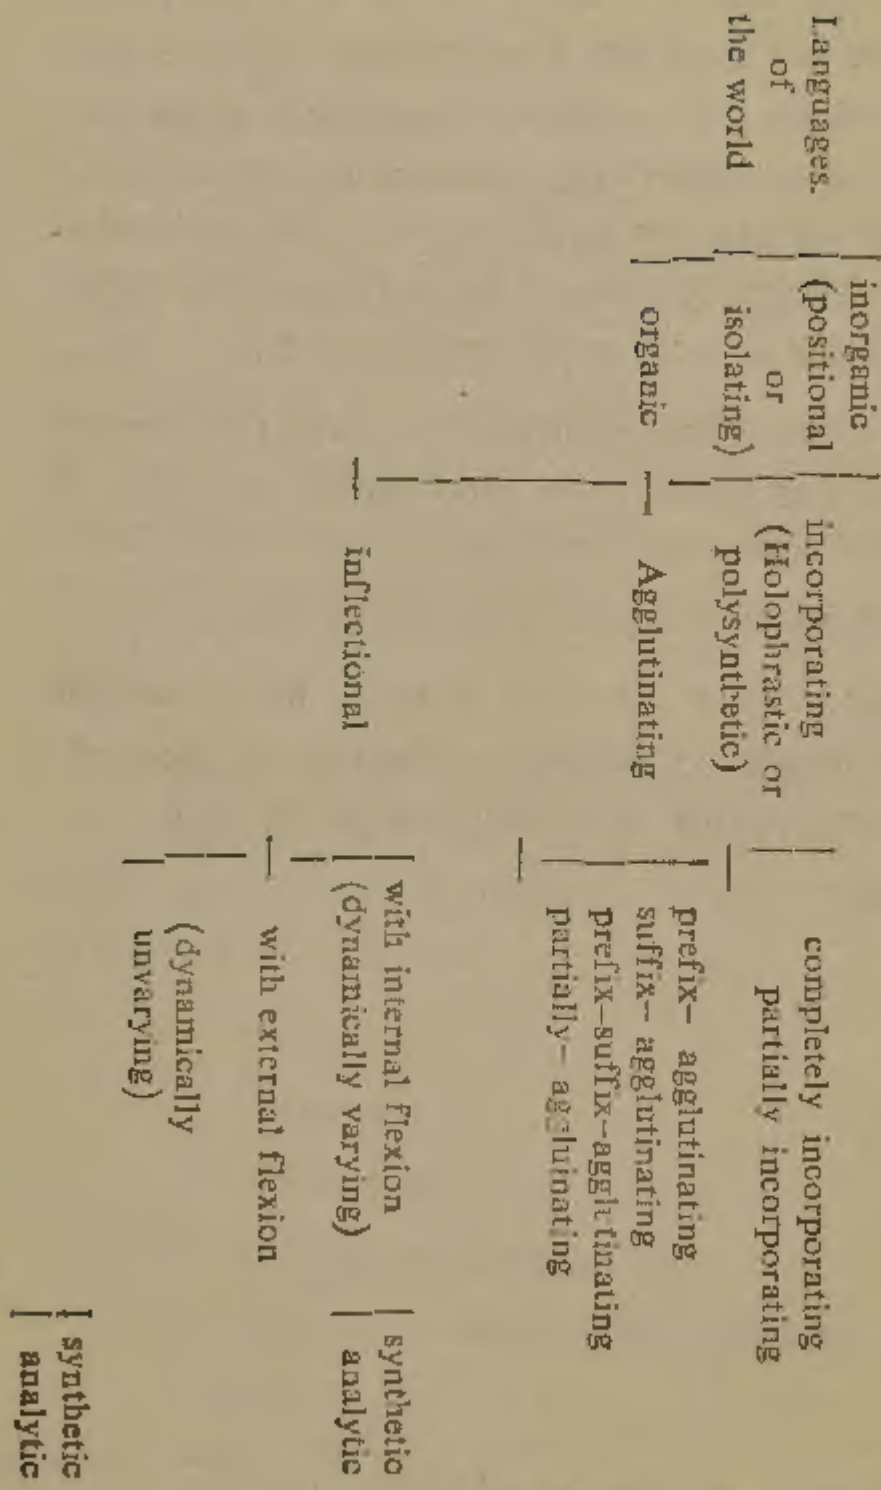 Languages.
of
the world
inorganic
(positional
or
isolating)
organic
incorporating
(Holophrastic or
polysynthetic)
Agglutinating
inflectional
completely incorporating
partially incorporating
prefix- agglutinating
suffix- agglutinating
prefix-suffix-agglutinating
partially- aggluinating
with internal flexion
(dynamically varying)
with external flexion
(dynamically
unvarying)
synthetic
analytic
synthetic
analytic